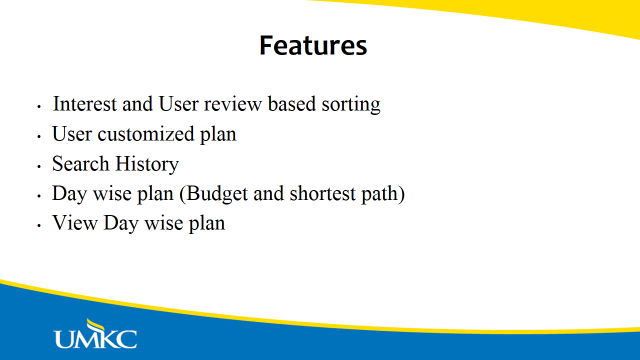 Features
• Interest and User review based sorting
• User customized plan
• Search History
• Day wise plan (Budget and shortest path)
• View Day wise plan
UMKC